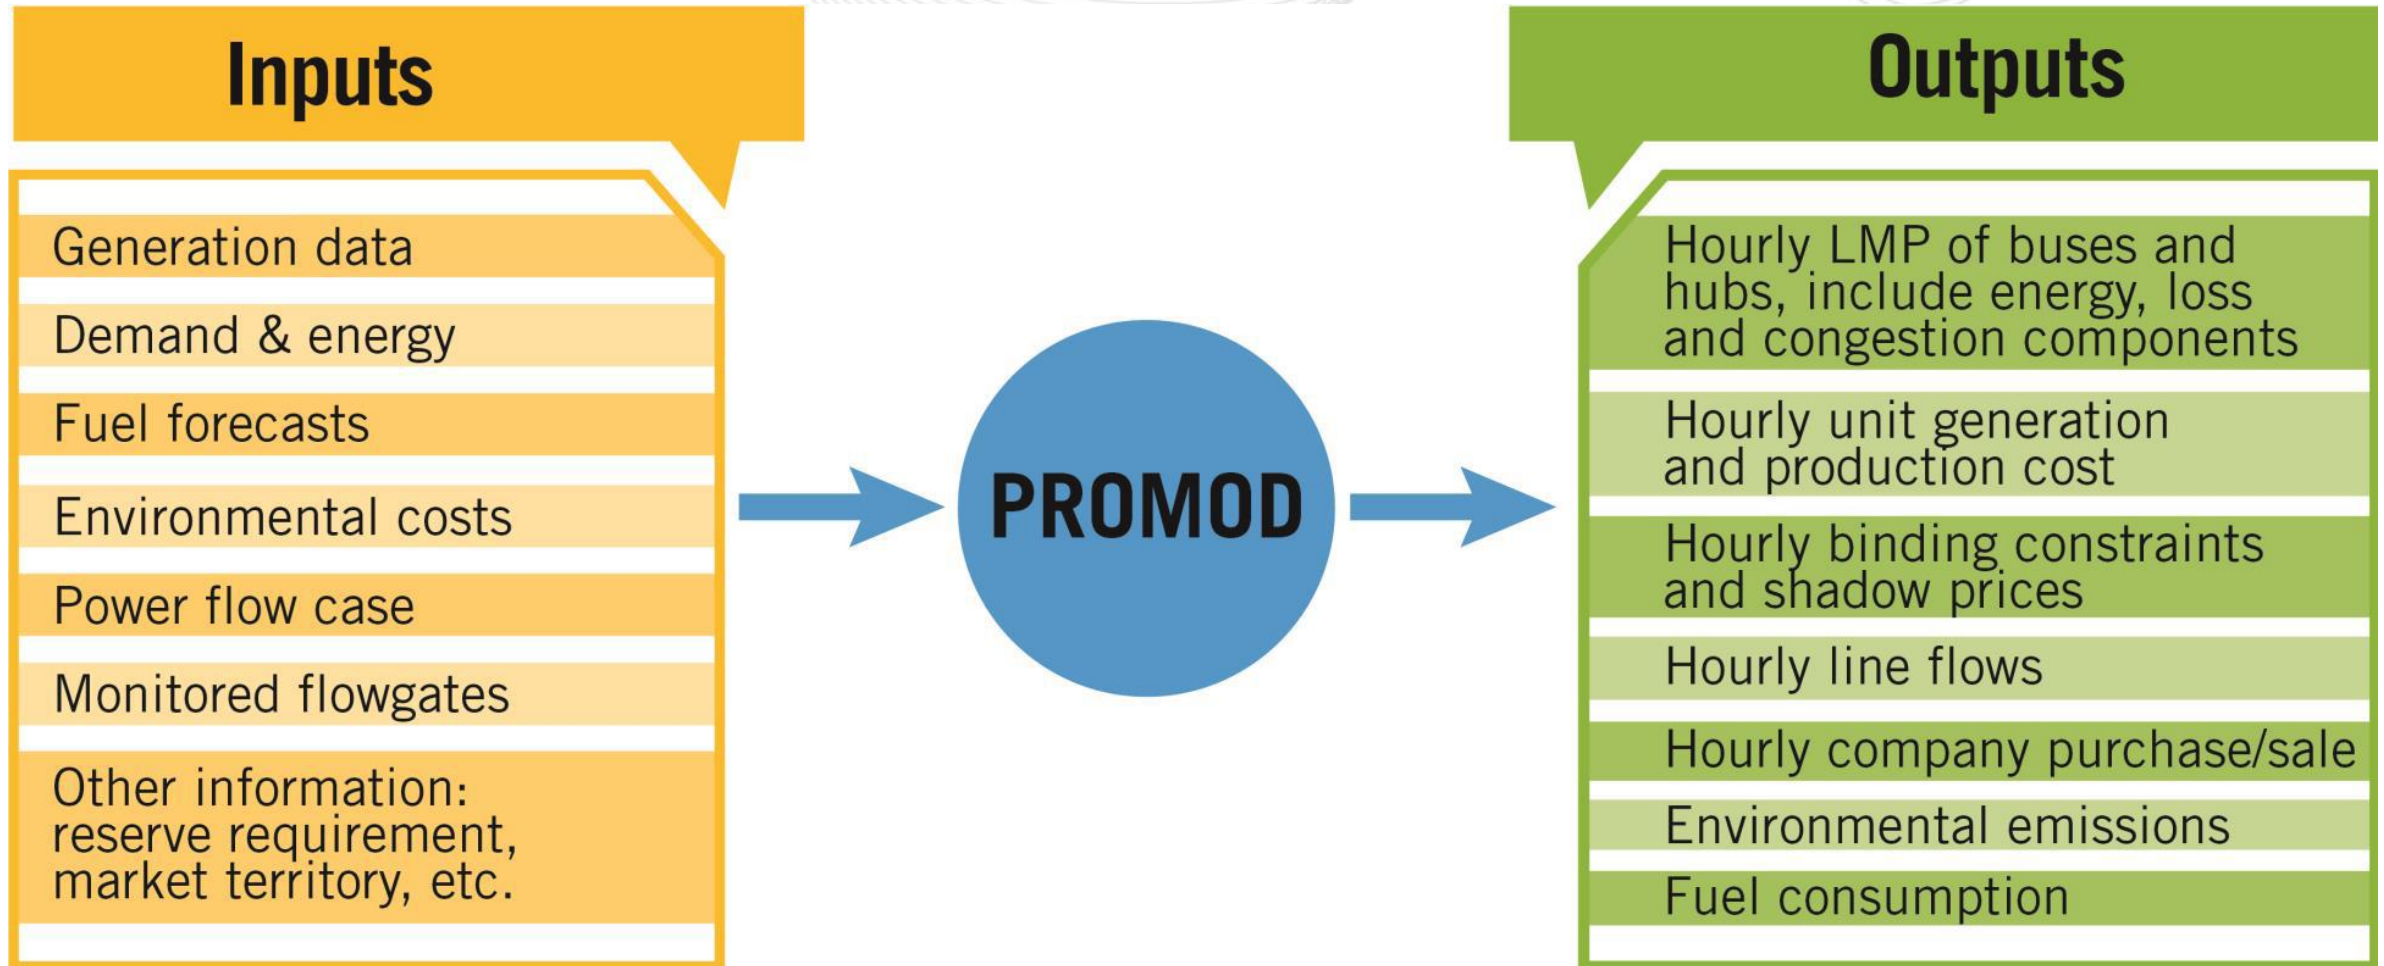 Inputs
Generation data
Demand & energy
Fuel forecasts
Environmental costs
Power flow case
Monitored flowgates
Other information:
reserve requirement,
market territory, etc.
PROMOD
Outputs
Hourly LMP of buses and
hubs, include energy, loss
and congestion components
Hourly unit generation
and production cost
Hourly binding constraints
and shadow prices
Hourly line flows
Hourly company purchase/sale
Environmental emissions
Fuel consumption